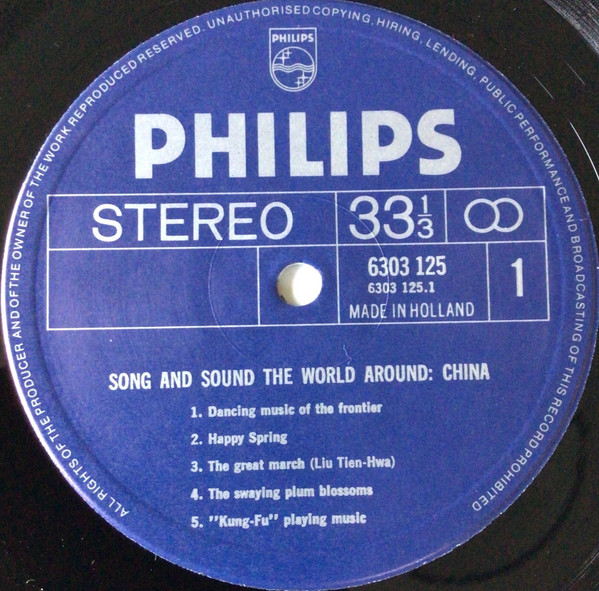 ALL RIGHTS OF THE PRODUCER AND OF THE OWNER OF THE WORK REPRODUCED RESERVED. UNAUTHORISED COPYING, HIRING, LENDING, PUBLIC PERFORMANCE AND BROADCASTING OF THIS RECORD PROHIBITED
PHILIPS
PHILIPS
STEREO 33 1/3
6303 125
6303 125.1
1
MADE IN HOLLAND
SONG AND SOUND THE WORLD AROUND: CHINA
1. Dancing music of the frontier
2. Happy Spring
3. The great march (Liu Tien-Hwa)
4. The swaying plum blossoms
5. "Kung-Fu" playing music